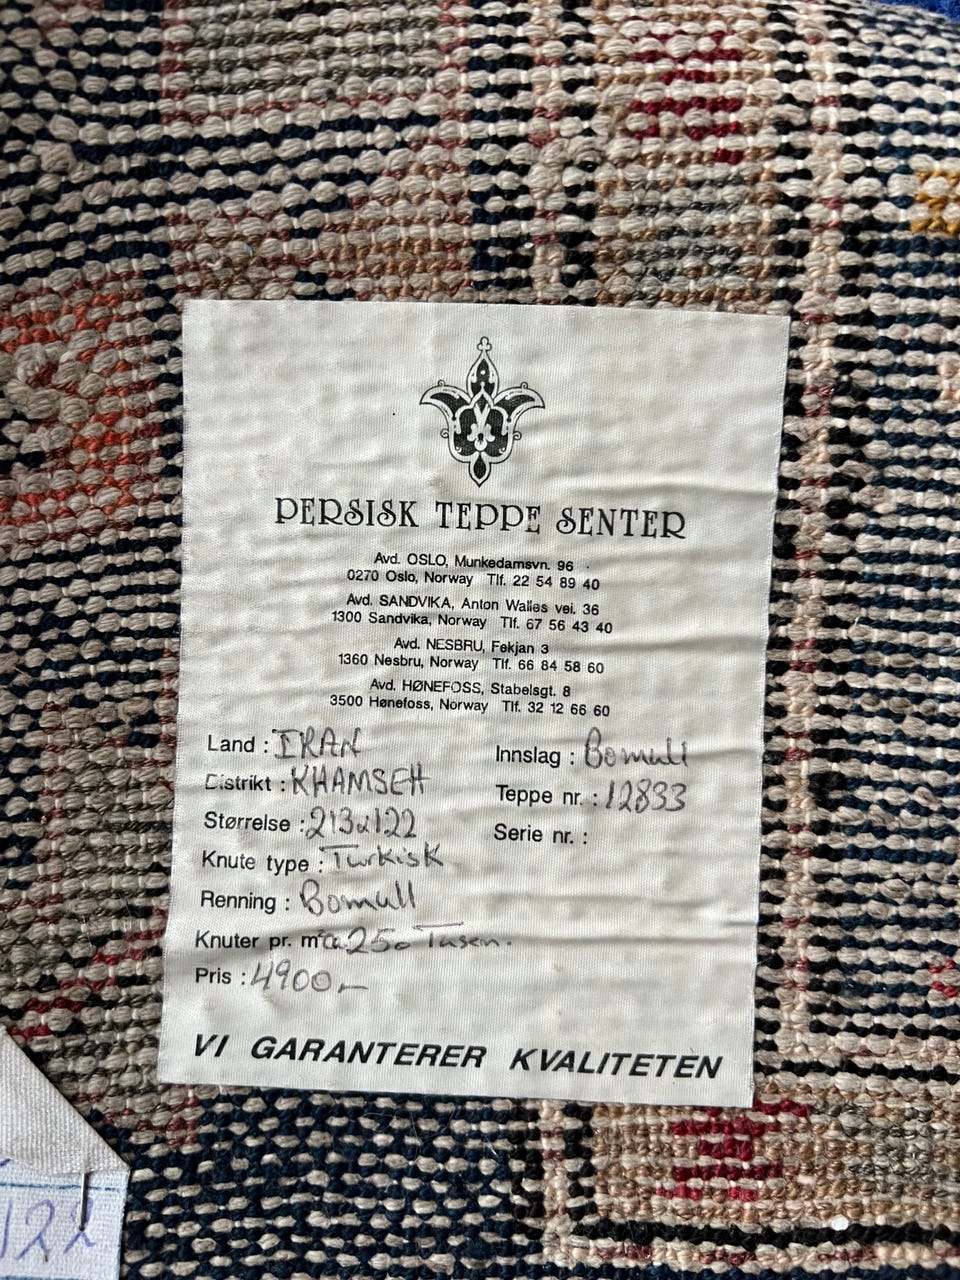 PERSISK TEPPE SENTER
Avd. OSLO, Munkedamsvn. 96
0270 Oslo, Norway Tlf. 22 54 89 40
Avd. SANDVIKA, Anton Walles vei. 36
1300 Sandvika, Norway Tlf. 67 56 43 40
Avd. NESBRU, Fekjan 3
1360 Nesbru, Norway Tlf. 66 84 58 60
Avd. HØNEFOSS, Stabelsgt. 8
3500 Hønefoss, Norway Tlf. 32 12 66 60
Land : IRAN
Distrikt : KHAMSEH
Størrelse : 213x122
Knute type : Turkisk
Renning : Bomull
Knuter pr. m² ca 250 Tusen.
Pris : 4900,-
Innslag : Bomull
Teppe nr. : 12833
Serie nr. :
VI GARANTERER KVALITETEN
122